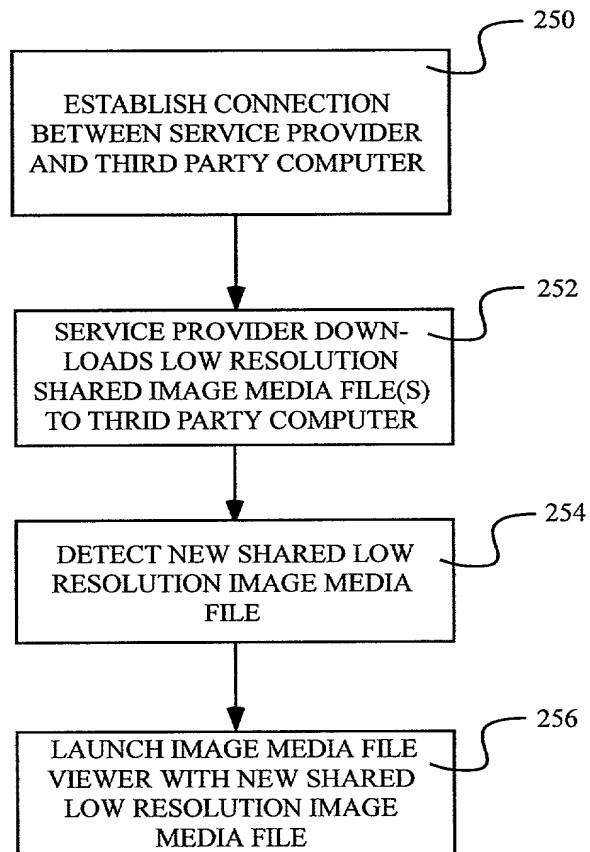 250
ESTABLISH CONNECTION
BETWEEN SERVICE PROVIDER
AND THIRD PARTY COMPUTER
252
SERVICE PROVIDER DOWN-
LOADS LOW RESOLUTION
SHARED IMAGE MEDIA FILE(S)
TO THRID PARTY COMPUTER
254
DETECT NEW SHARED LOW
RESOLUTION IMAGE MEDIA
FILE
256
LAUNCH IMAGE MEDIA FILE
VIEWER WITH NEW SHARED
LOW RESOLUTION IMAGE
MEDIA FILE